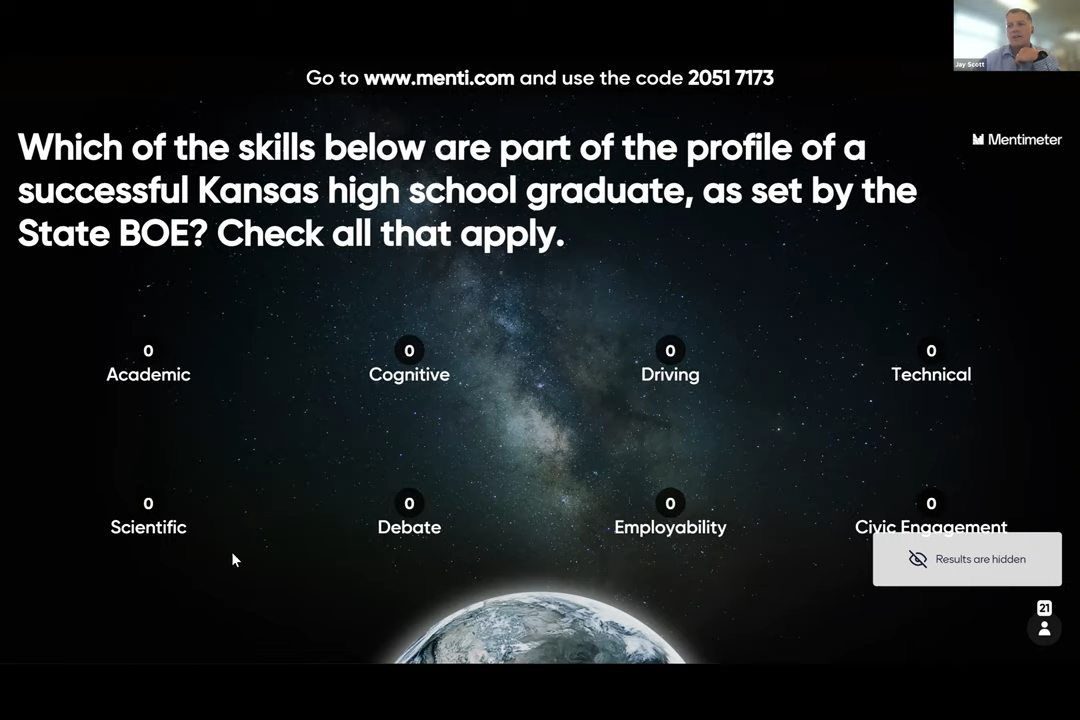 Jay Scott
Go to www.menti.com and use the code 2051 7173
Mentimeter
Which of the skills below are part of the profile of a
successful Kansas high school graduate, as set by the
State BOE? Check all that apply.
0 0 0 0
Academic Cognitive Driving Technical
0 0 0 0
Scientific Debate Employability Civic Engagement
Results are hidden
21